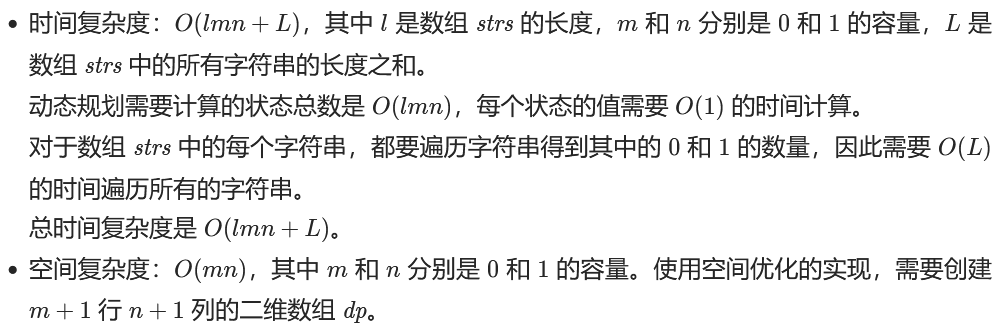 • 时间复杂度：O(lmn + L)，其中 l 是数组 strs 的长度，m 和 n 分别是 0 和 1 的容量，L 是
数组 strs 中的所有字符串的长度之和。
动态规划需要计算的状态总数是 O(lmn)，每个状态的值需要 O(1) 的时间计算。
对于数组 strs 中的每个字符串，都要遍历字符串得到其中的 0 和 1 的数量，因此需要 O(L)
的时间遍历所有的字符串。
总时间复杂度是 O(lmn + L)。
• 空间复杂度：O(mn)，其中 m 和 n 分别是 0 和 1 的容量。使用空间优化的实现，需要创建
m + 1 行 n + 1 列的二维数组 dp。